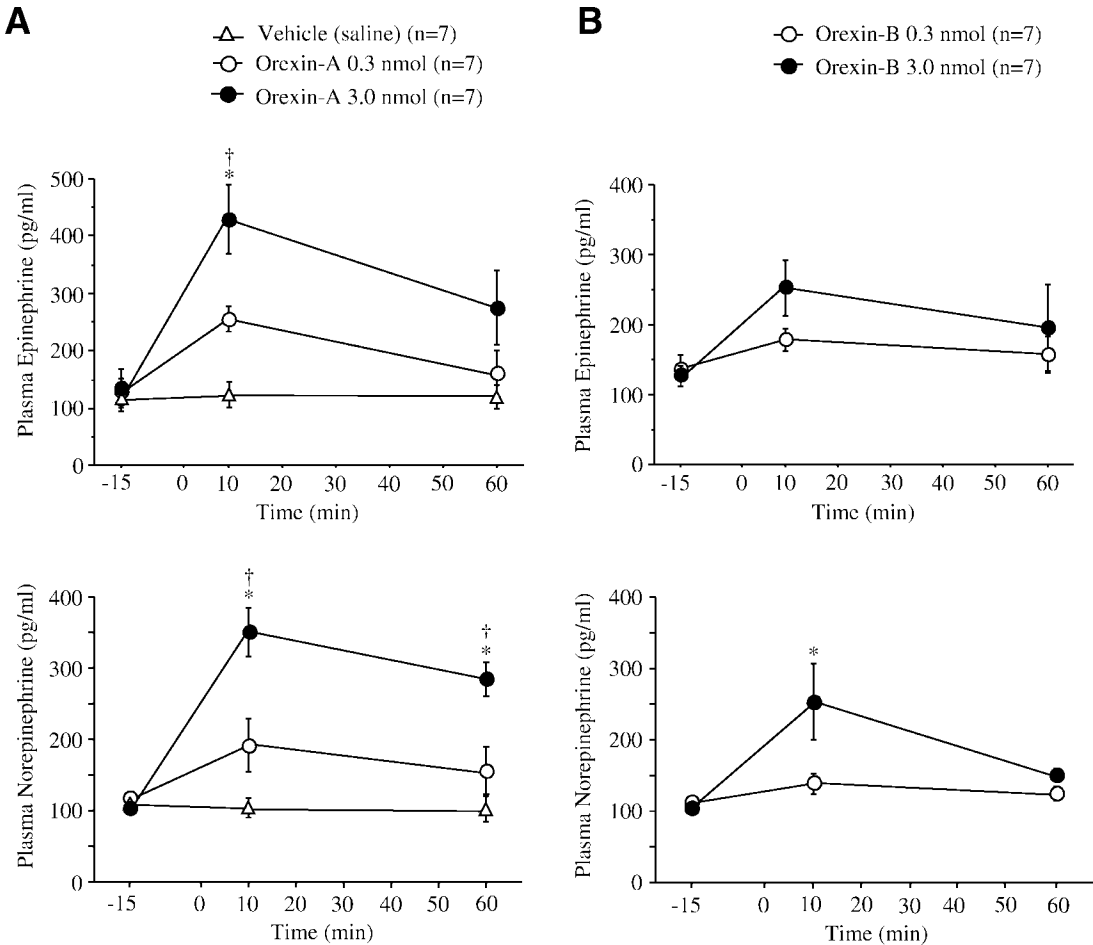 A
Vehicle (saline) (n=7)
Orexin-A 0.3 nmol (n=7)
Orexin-A 3.0 nmol (n=7)
†
*
500
400
300
200
100
0
Plasma Epinephrine (pg/ml)
-15 0 10 20 30 40 50 60
Time (min)
†
*
†
*
400
300
200
100
0
Plasma Norepinephrine (pg/ml)
-15 0 10 20 30 40 50 60
Time (min)
B
Orexin-B 0.3 nmol (n=7)
Orexin-B 3.0 nmol (n=7)
400
300
200
100
0
Plasma Epinephrine (pg/ml)
-15 0 10 20 30 40 50 60
Time (min)
*
400
300
200
100
0
Plasma Norepinephrine (pg/ml)
-15 0 10 20 30 40 50 60
Time (min)